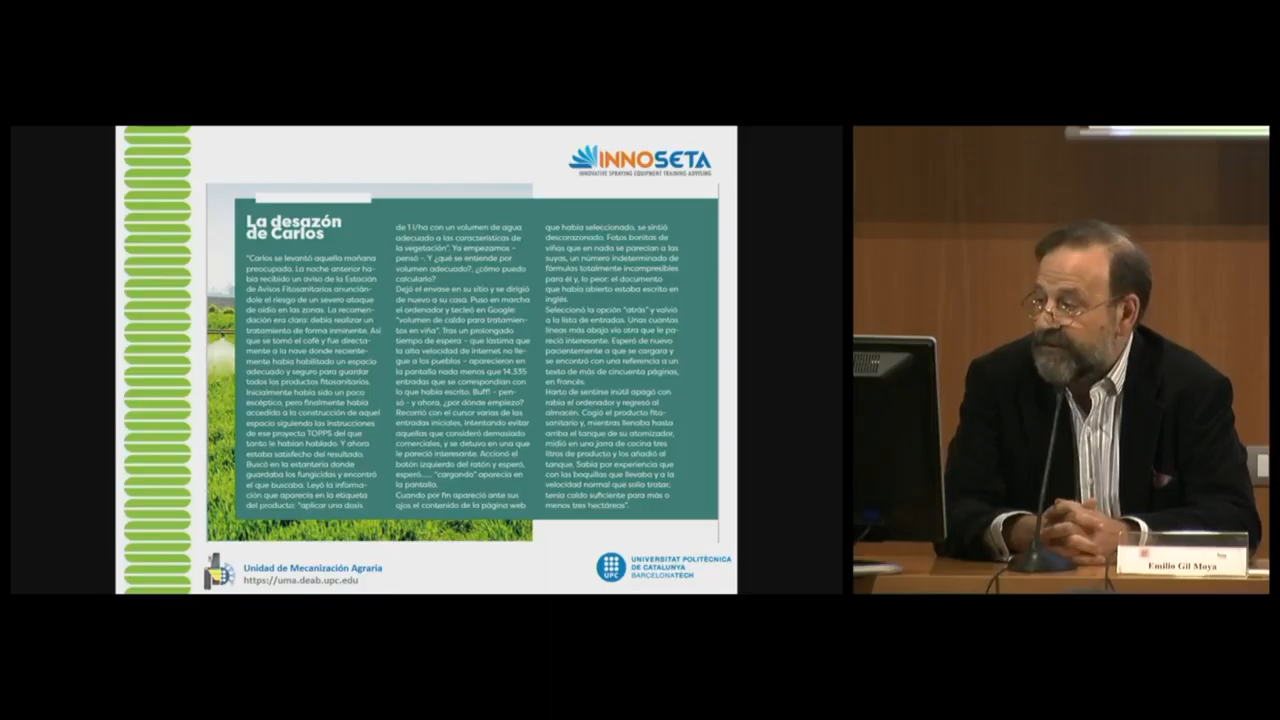 INNOSETA
INNOVATIVE SPRAYING EQUIPMENT TRAINING ADVISING
La desazón
de Carlos
"Carlos se levantó aquella mañana
preocupado. La noche anterior ha-
bía recibido un aviso de la Estación
de Avisos Fitosanitarios anuncián-
dole el riesgo de un severo ataque
de oídio en las zonas. La recomen-
dación era clara: debía realizar un
tratamiento de forma inminente. Así
que se tomó el café y fue directa-
mente a la nave donde reciente-
mente había habilitado un espacio
adecuado y seguro para guardar
todos los productos fitosanitarios.
Inicialmente había sido un poco
escéptico, pero finalmente había
accedido a la construcción de aquel
espacio siguiendo las instrucciones
de ese proyecto TOPPS del que
tanto le habían hablado. Y ahora
estaba satisfecho del resultado.
Buscó en la estantería donde
guardaba los fungicidas y encontró
el que buscaba. Leyó la informa-
ción que aparecía en la etiqueta
del producto: "aplicar una dosis
de 1 l/ha con un volumen de agua
adecuado a las características de
la vegetación". Ya empezamos –
pensó -. Y ¿qué se entiende por
volumen adecuado?, ¿cómo puedo
calcularlo?
Dejó el envase en su sitio y se dirigió
de nuevo a su casa. Puso en marcha
el ordenador y tecleó en Google:
"volumen de caldo para tratamien-
tos en viña". Tras un prolongado
tiempo de espera – que lástima que
la alta velocidad de internet no lle-
gue a los pueblos – aparecieron en
la pantalla nada menos que 14.335
entradas que se correspondían con
lo que había escrito. Buff! – pen-
só - y ahora, ¿por dónde empiezo?
Recorrió con el cursor varias de las
entradas iniciales, intentando evitar
aquellas que consideró demasiado
comerciales, y se detuvo en una que
le pareció interesante. Accionó el
botón izquierdo del ratón y esperó,
esperó..... "cargando" aparecía en
la pantalla.
Cuando por fin apareció ante sus
ojos el contenido de la página web
que había seleccionado, se sintió
descorazonado. Fotos bonitas de
viñas que en nada se parecían a las
suyas, un número indeterminado de
fórmulas totalmente incompresibles
para él y, lo peor: el documento
que había abierto estaba escrito en
inglés.
Seleccionó la opción "atrás" y volvió
a la lista de entradas. Unas cuantas
líneas más abajo vio otra que le pa-
reció interesante. Esperó de nuevo
pacientemente a que se cargara y
se encontró con una referencia a un
texto de más de cincuenta páginas,
en francés.
Harto de sentirse inútil apagó con
rabia el ordenador y regresó al
almacén. Cogió el producto fito-
sanitario y, mientras llenaba hasta
arriba el tanque de su atomizador,
midió en una jarra de cocina tres
litros de producto y los añadió al
tanque. Sabía por experiencia que
con las boquillas que llevaba y a la
velocidad normal que solía tratar,
tenía caldo suficiente para más o
menos tres hectáreas".
Unidad de Mecanización Agraria
https://uma.deab.upc.edu
UPC
UNIVERSITAT POLITÈCNICA
DE CATALUNYA
BARCELONATECH
Emilio Gil Moya